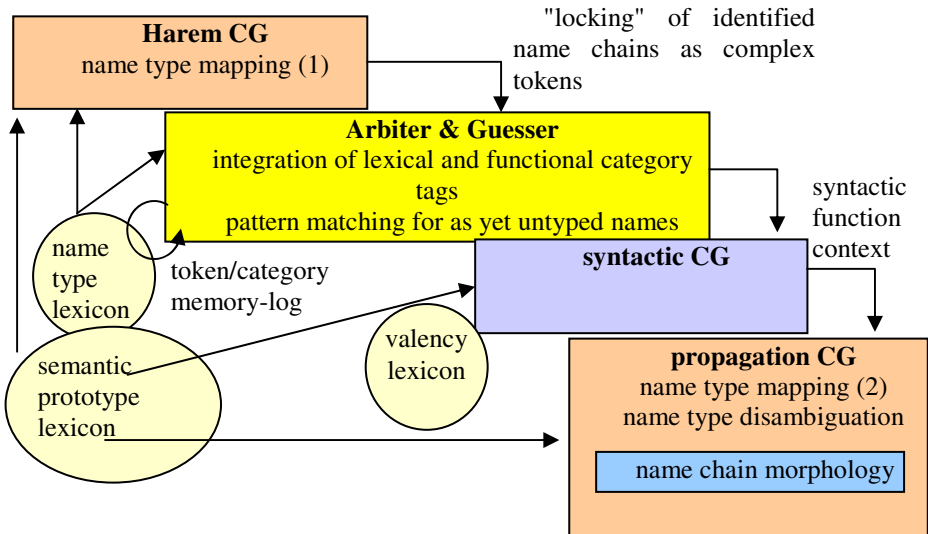 "locking" of identified
name chains as complex
tokens
Harem CG
name type mapping (1)
Arbiter & Guesser
integration of lexical and functional category
tags
pattern matching for as yet untyped names
syntactic
function
context
name
type
lexicon
token/category
memory-log
syntactic CG
valency
lexicon
semantic
prototype
lexicon
propagation CG
name type mapping (2)
name type disambiguation
name chain morphology